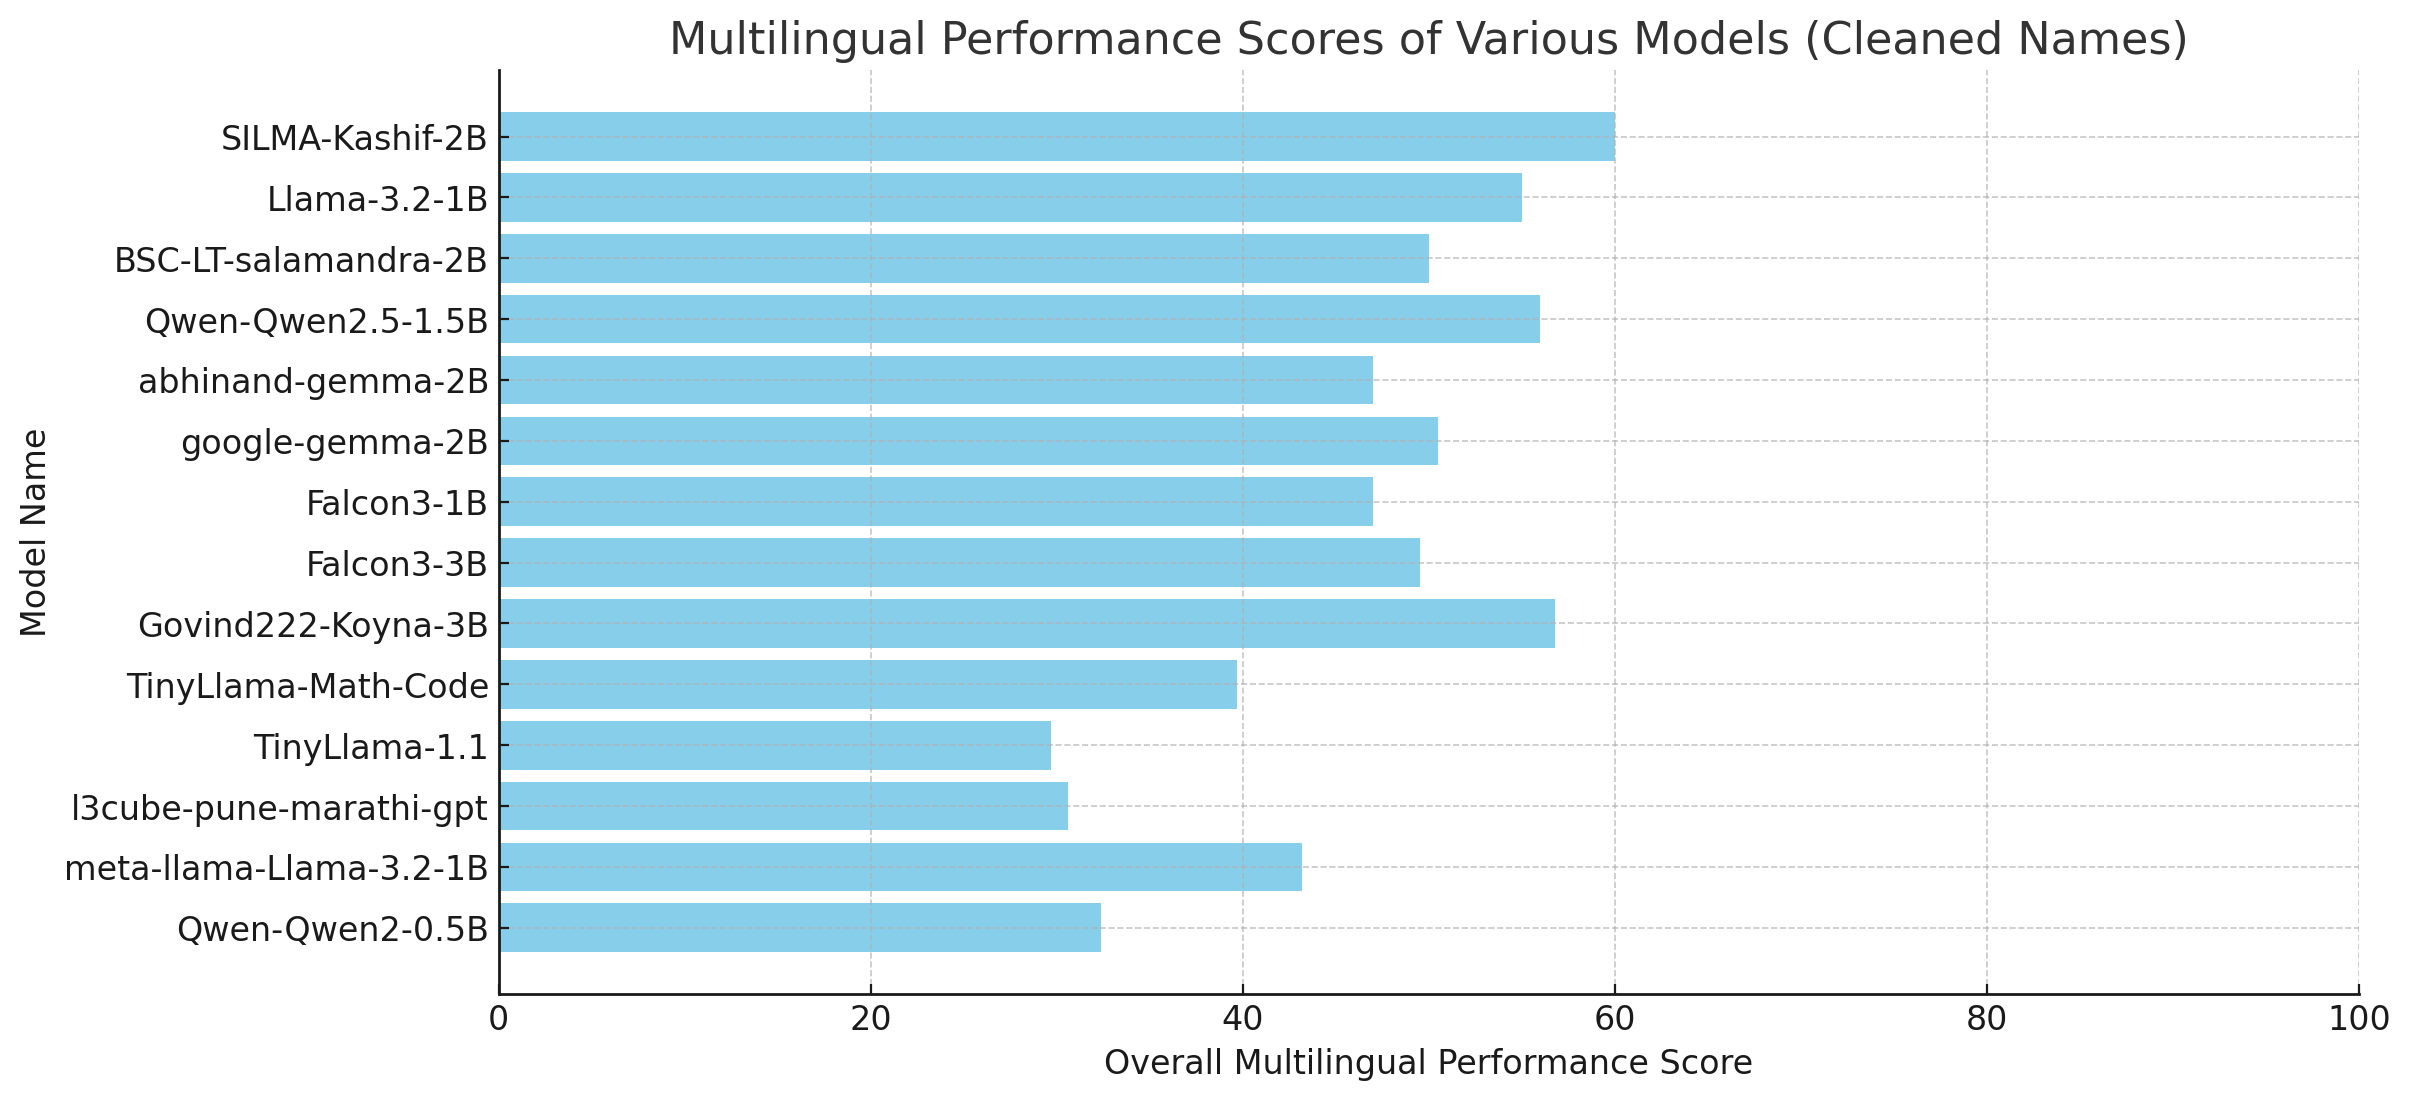 Multilingual Performance Scores of Various Models (Cleaned Names)
SILMA-Kashif-2B
Llama-3.2-1B
BSC-LT-salamandra-2B
Qwen-Qwen2.5-1.5B
abhinand-gemma-2B
google-gemma-2B
Falcon3-1B
Falcon3-3B
Govind222-Koyna-3B
TinyLlama-Math-Code
TinyLlama-1.1
l3cube-pune-marathi-gpt
meta-llama-Llama-3.2-1B
Qwen-Qwen2-0.5B
Model Name
0 20 40 60 80 100
Overall Multilingual Performance Score